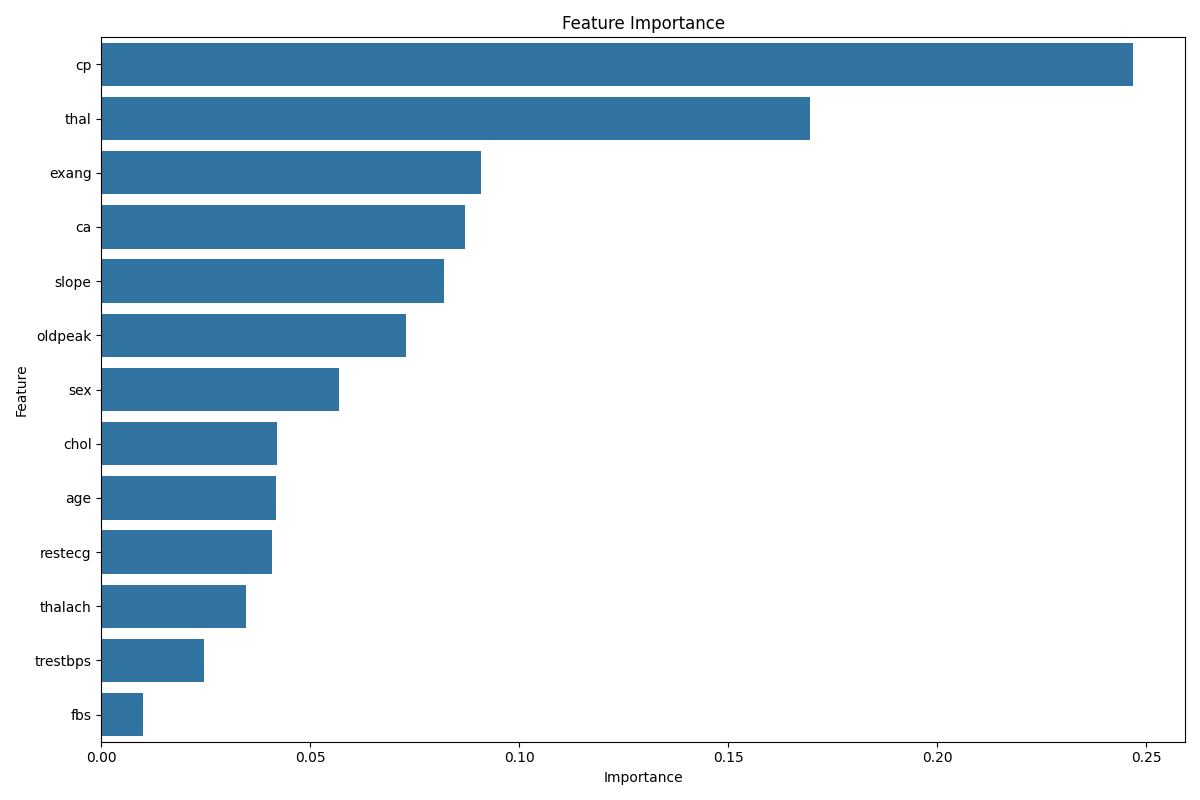 Feature Importance
Feature
cp
thal
exang
ca
slope
oldpeak
sex
chol
age
restecg
thalach
trestbps
fbs
0.00 0.05 0.10 0.15 0.20 0.25
Importance